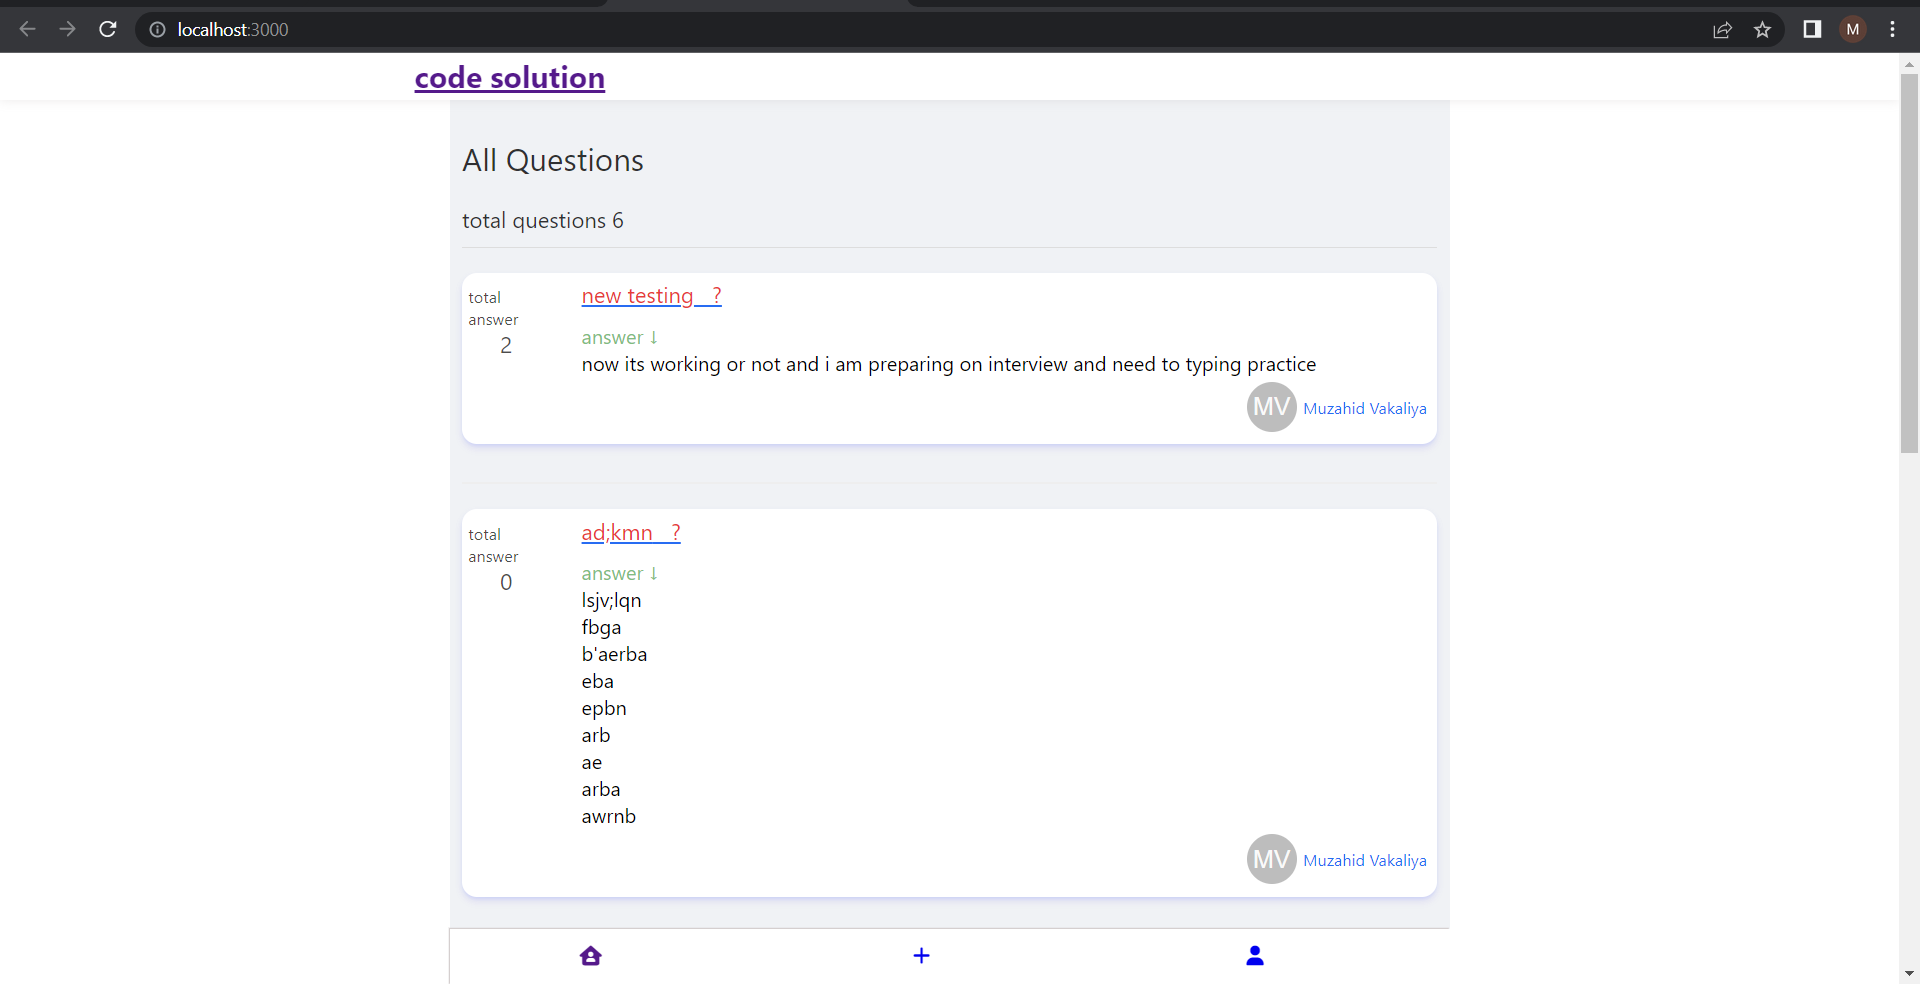 localhost:3000
M
code solution
All Questions
total questions 6
total
answer
2
new testing ?
answer ↓
now its working or not and i am preparing on interview and need to typing practice
MV Muzahid Vakaliya
total
answer
0
ad;kmn ?
answer ↓
lsjv;lqn
fbga
b'aerba
eba
epbn
arb
ae
arba
awrnb
MV Muzahid Vakaliya